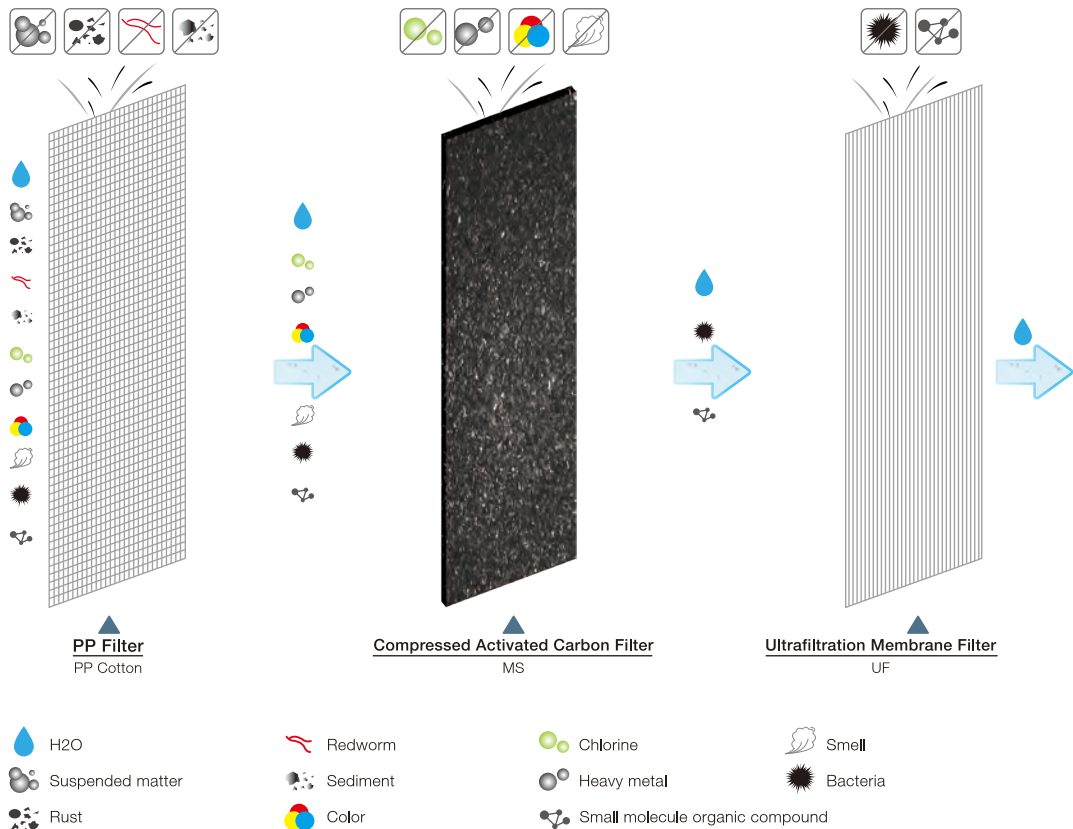 PP Filter
PP Cotton
Compressed Activated Carbon Filter
MS
Ultrafiltration Membrane Filter
UF
H2O
Redworm
Chlorine
Smell
Suspended matter
Sediment
Heavy metal
Bacteria
Rust
Color
Small molecule organic compound